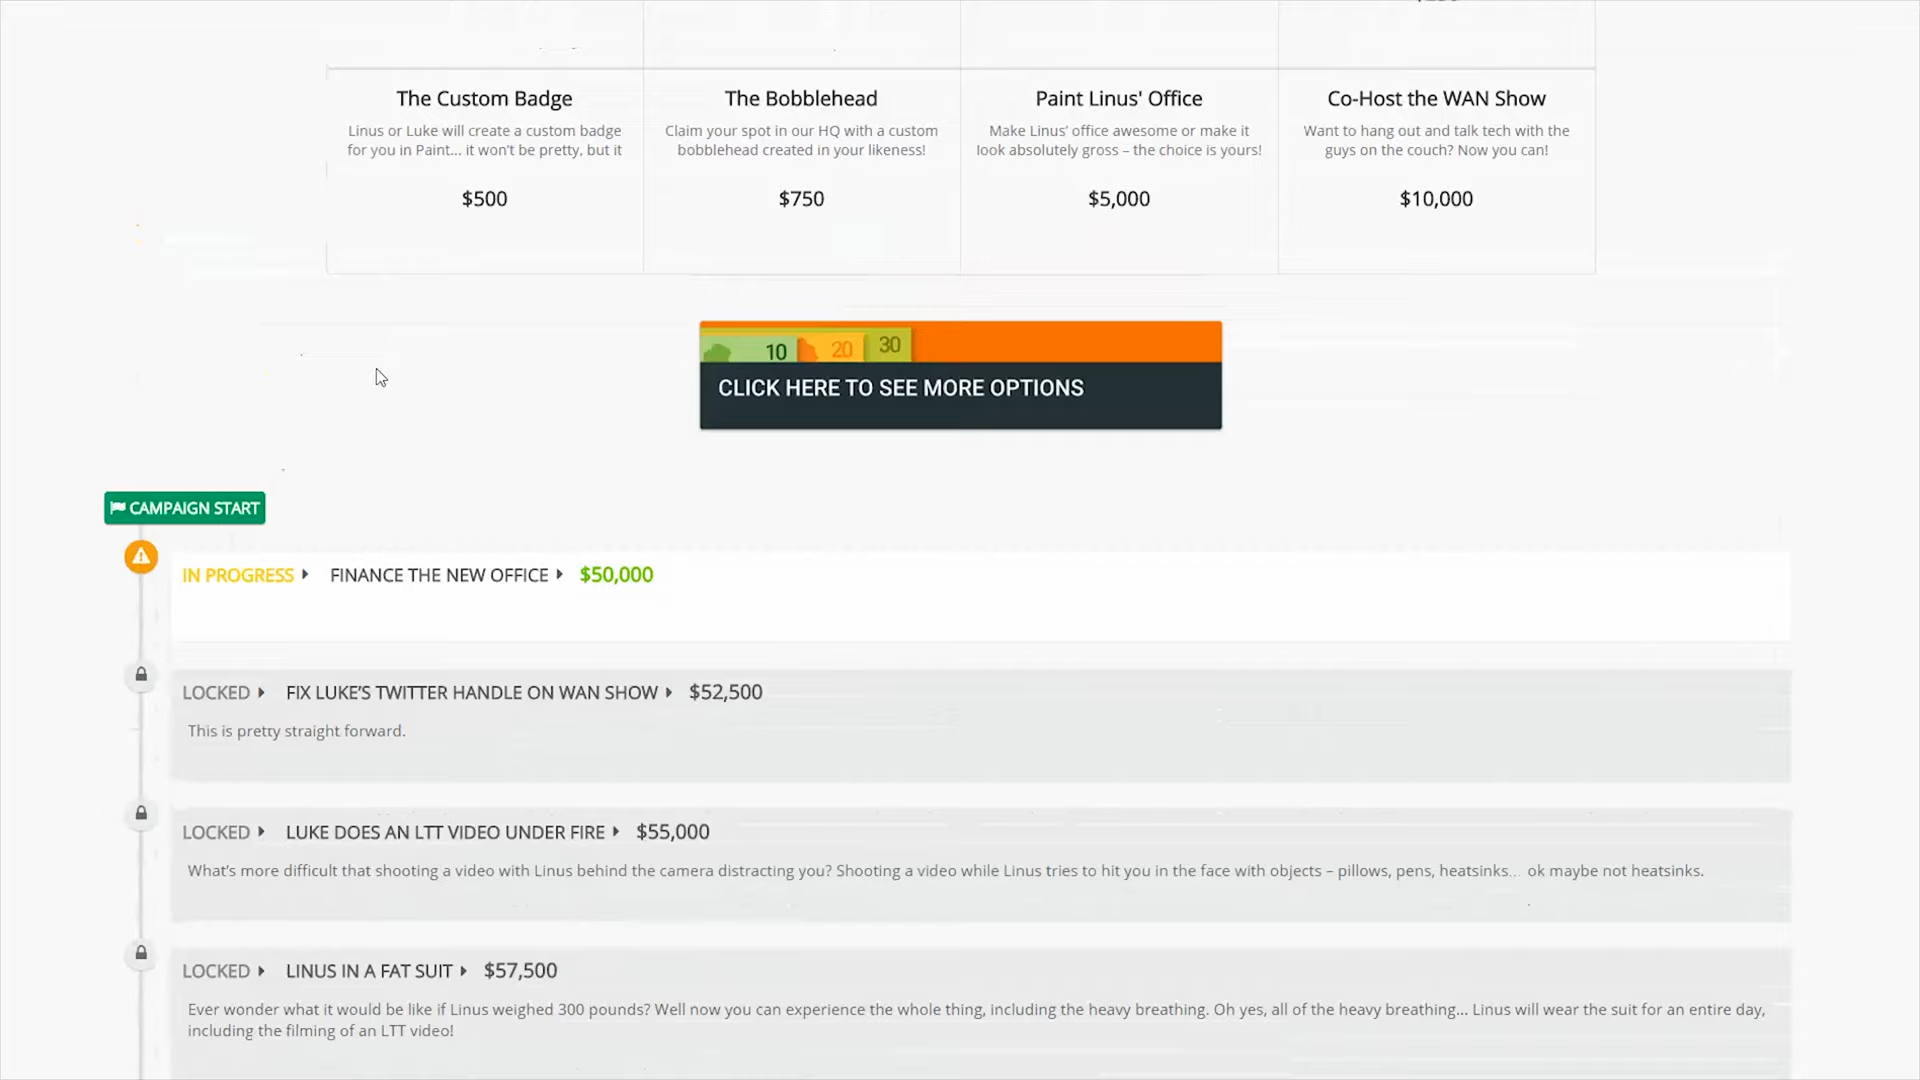 The Custom Badge
Linus or Luke will create a custom badge
for you in Paint... it won't be pretty, but it
$500
The Bobblehead
Claim your spot in our HQ with a custom
bobblehead created in your likeness!
$750
Paint Linus' Office
Make Linus' office awesome or make it
look absolutely gross – the choice is yours!
$5,000
Co-Host the WAN Show
Want to hang out and talk tech with the
guys on the couch? Now you can!
$10,000
10 20 30
CLICK HERE TO SEE MORE OPTIONS
CAMPAIGN START
IN PROGRESS FINANCE THE NEW OFFICE $50,000
LOCKED FIX LUKE'S TWITTER HANDLE ON WAN SHOW $52,500
This is pretty straight forward.
LOCKED LUKE DOES AN LTT VIDEO UNDER FIRE $55,000
What's more difficult that shooting a video with Linus behind the camera distracting you? Shooting a video while Linus tries to hit you in the face with objects – pillows, pens, heatsinks... ok maybe not heatsinks.
LOCKED LINUS IN A FAT SUIT $57,500
Ever wonder what it would be like if Linus weighed 300 pounds? Well now you can experience the whole thing, including the heavy breathing. Oh yes, all of the heavy breathing... Linus will wear the suit for an entire day,
including the filming of an LTT video!